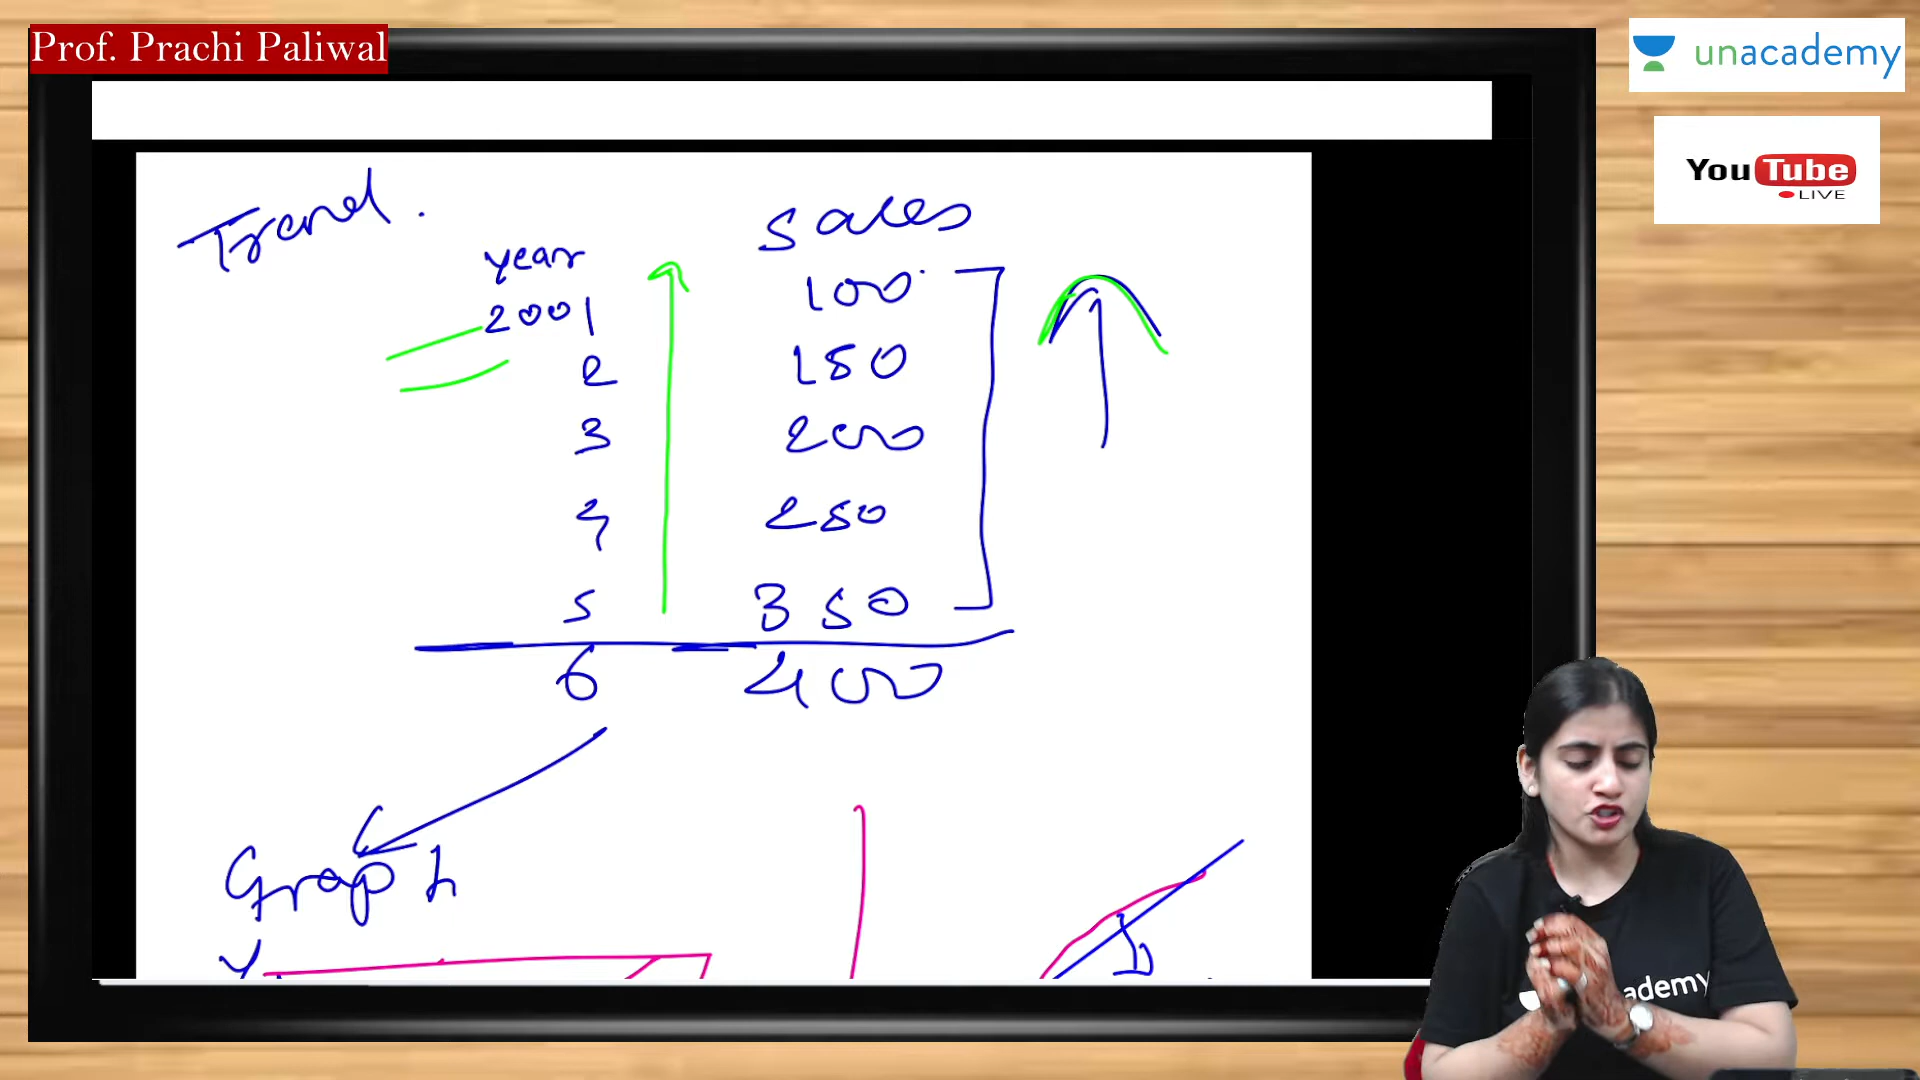 Prof. Prachi Paliwal
unacademy
YouTube
LIVE
Trend.
year sales
2001 100
2 150
3 200
4 250
5 350
6 400
Graph
Y
D
academy